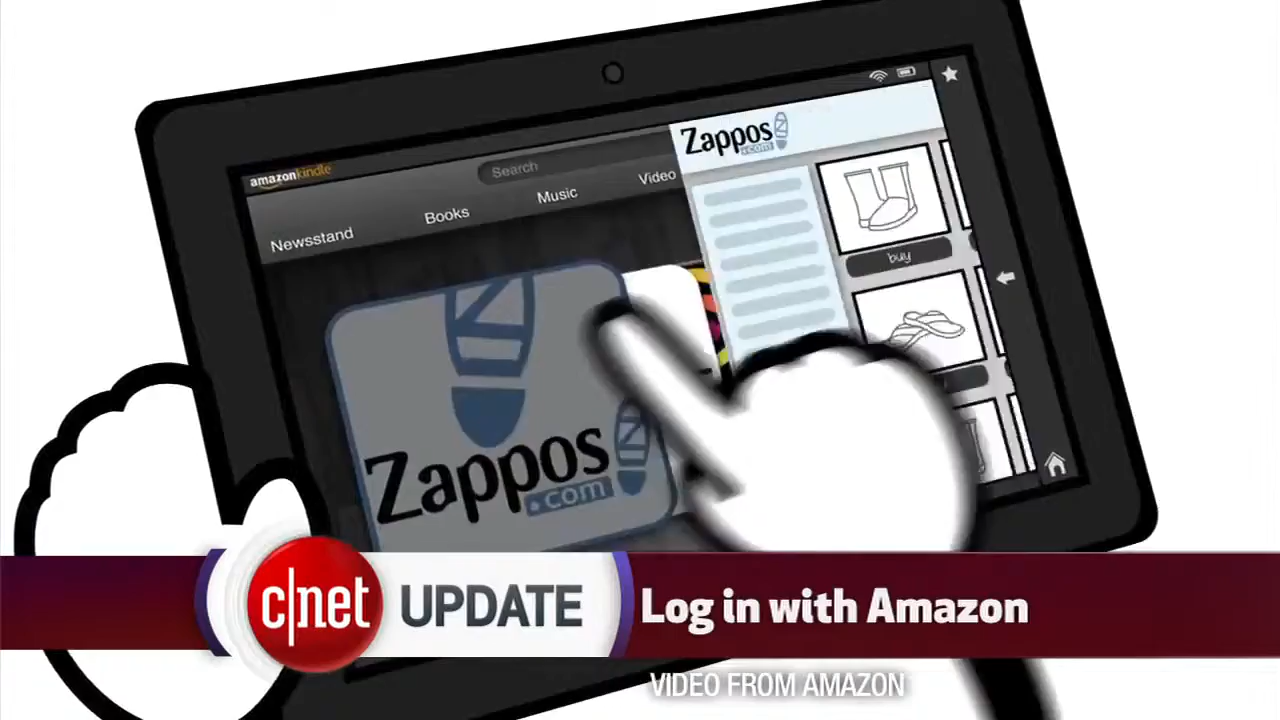 amazonkindle
Search
Newsstand
Books
Music
Video
Zappos
.com
buy
Zappos
.com
c|net UPDATE
Log in with Amazon
VIDEO FROM AMAZON